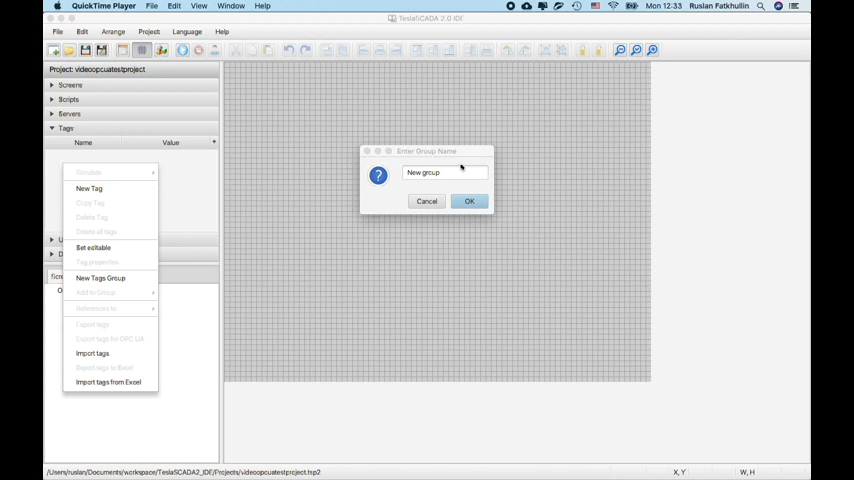 QuickTime Player File Edit View Window Help Mon 12:33 Ruslan Fatkhullin
TeslaSCADA 2.0 IDE
File Edit Arrange Project Language Help
Project: videoopcuatestproject
Screens
Scripts
Servers
Tags
Name Value +
Enter Group Name
New group
Cancel OK
Simulate
New Tag
Copy Tag
Delete Tag
Delete all tags
Set editable
Tag properties
New Tags Group
Add to Group
References to
Export tags
Export tags for OPC UA
Import tags
Export tags to Excel
Import tags from Excel
/Users/ruslan/Documents/workspace/TeslaSCADA2_IDE/Projects/videoopcuatestproject.tsp2 X,Y W,H